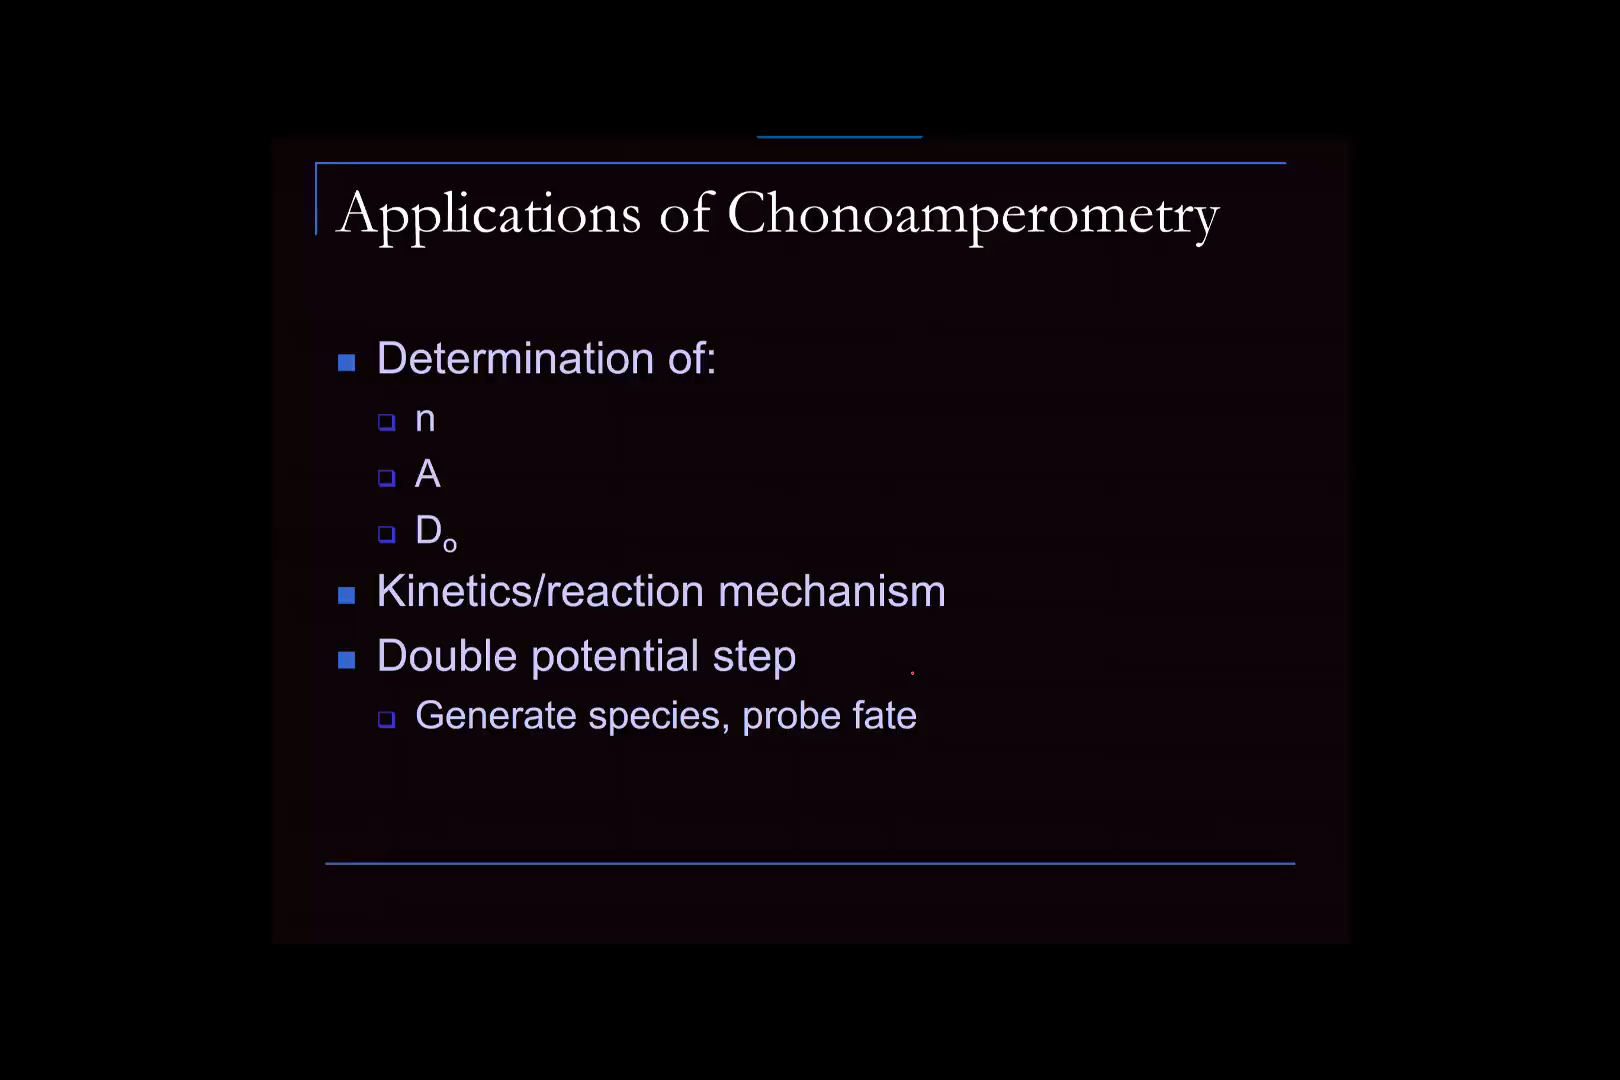 Applications of Chonoamperometry
Determination of:
n
A
Do
Kinetics/reaction mechanism
Double potential step
Generate species, probe fate